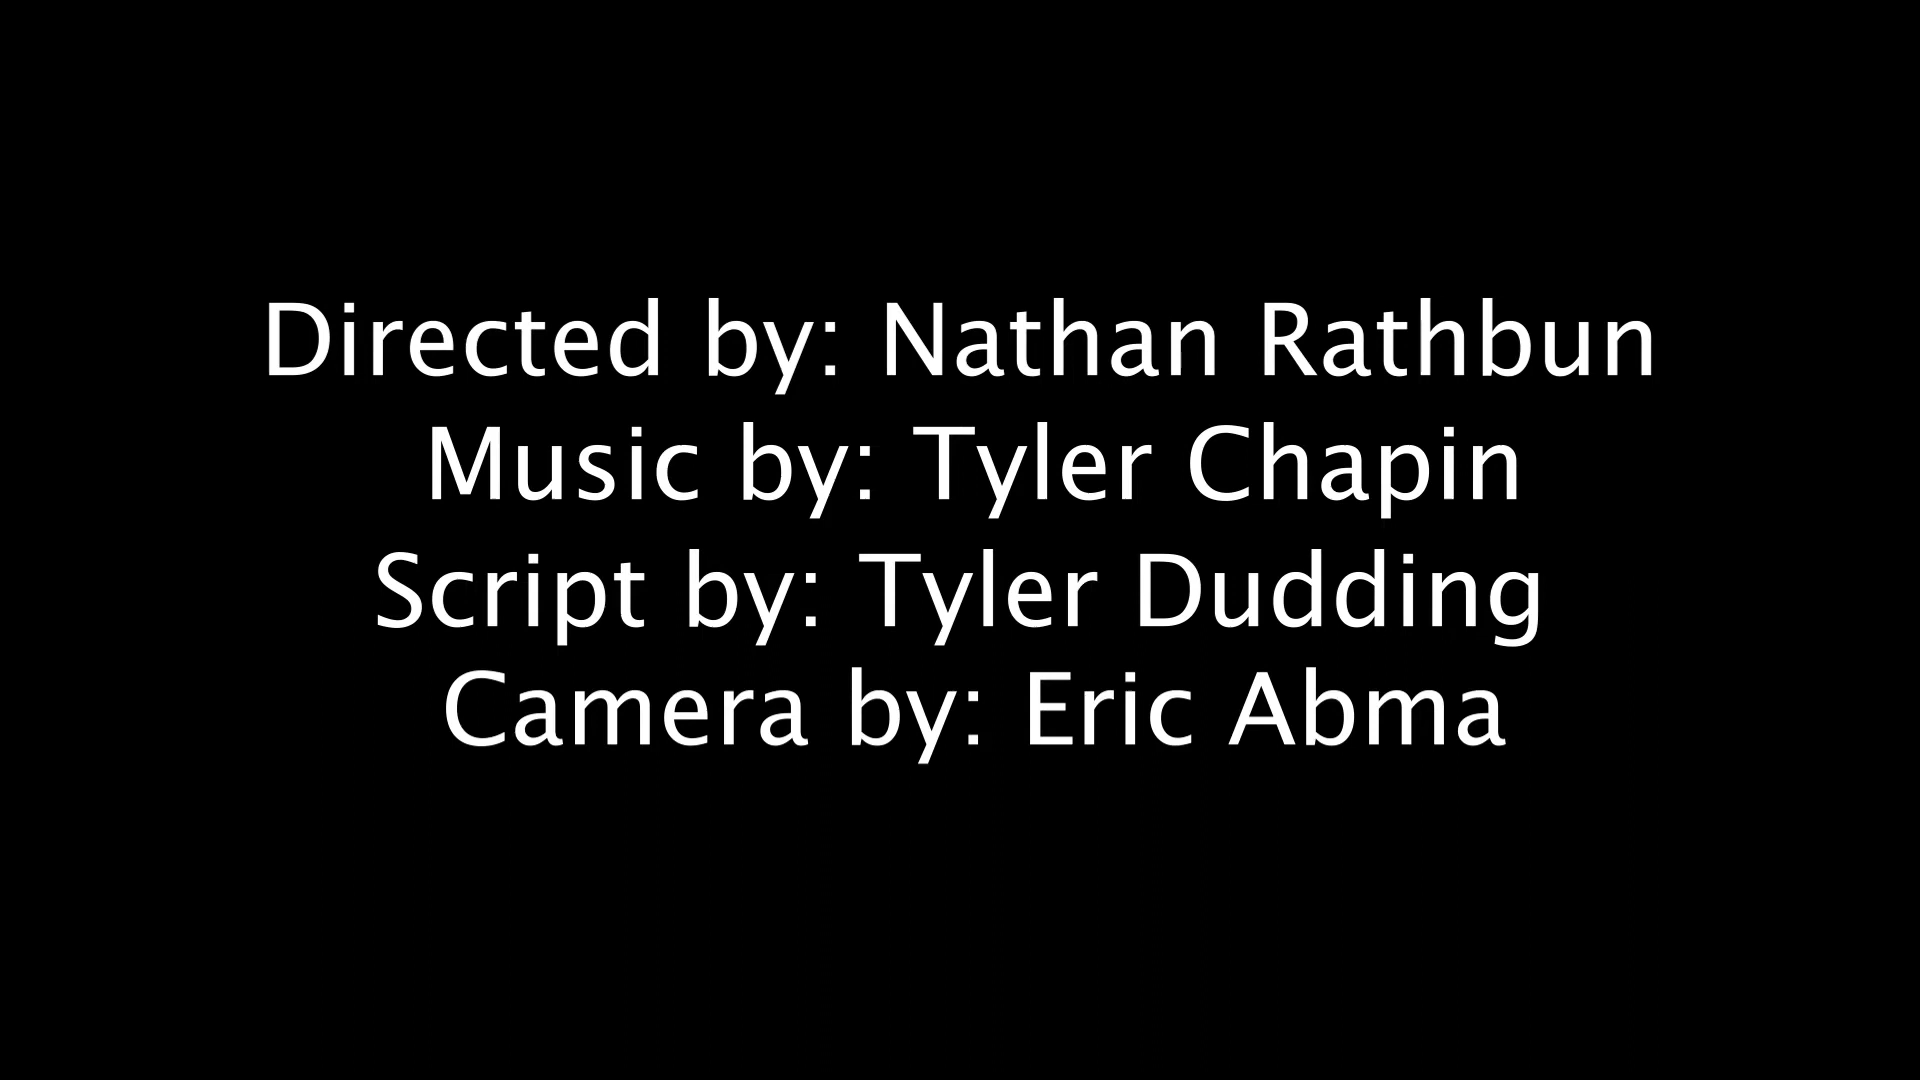 Directed by: Nathan Rathbun
Music by: Tyler Chapin
Script by: Tyler Dudding
Camera by: Eric Abma